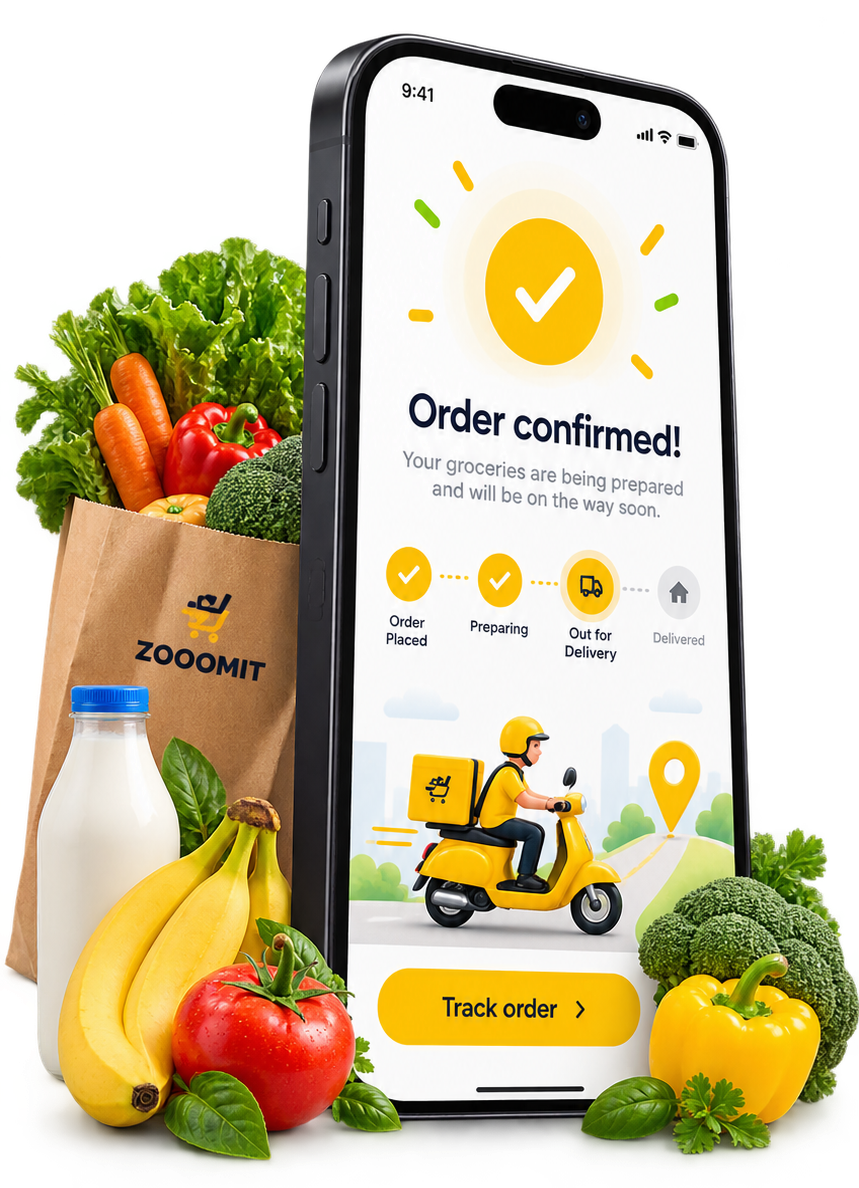 9:41
Order confirmed!
Your groceries are being prepared
and will be on the way soon.
Order
Placed
Preparing
Out for
Delivery
Delivered
Track order
ZOOOMIT